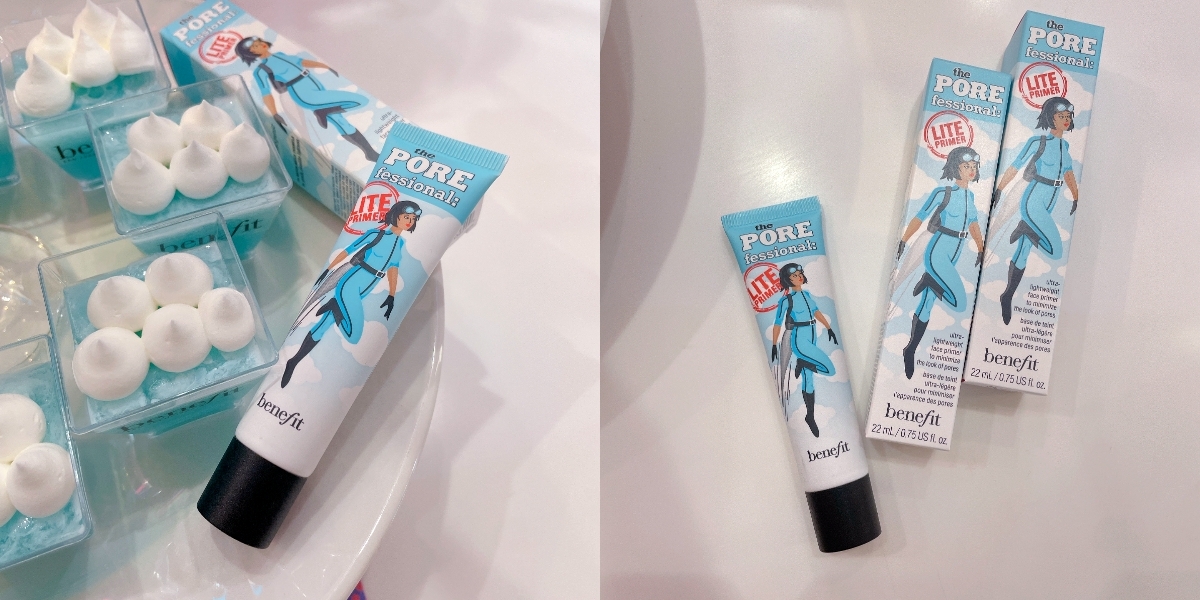 the
PORE
fessional:
LITE
PRIMER
the
PORE
fessional:
LITE
PRIMER
benefit
be
benefit
benefit
the
PORE
fessional:
LITE
PRIMER
benefit
the
PORE
fessional:
LITE
PRIMER
ultra-
lightweight
face primer
to minimize
the look of pores
base de teint
ultra-légère
pour minimiser
l'apparence des pores
benefit
22 mL / 0.75 US fl. oz.
the
PORE
fessional:
LITE
PRIMER
ultra-
lightweight
face primer
to minimize
the look of pores
base de teint
ultra-légère
pour minimiser
l'apparence des pores
benefit
22 mL / 0.75 US fl. oz.